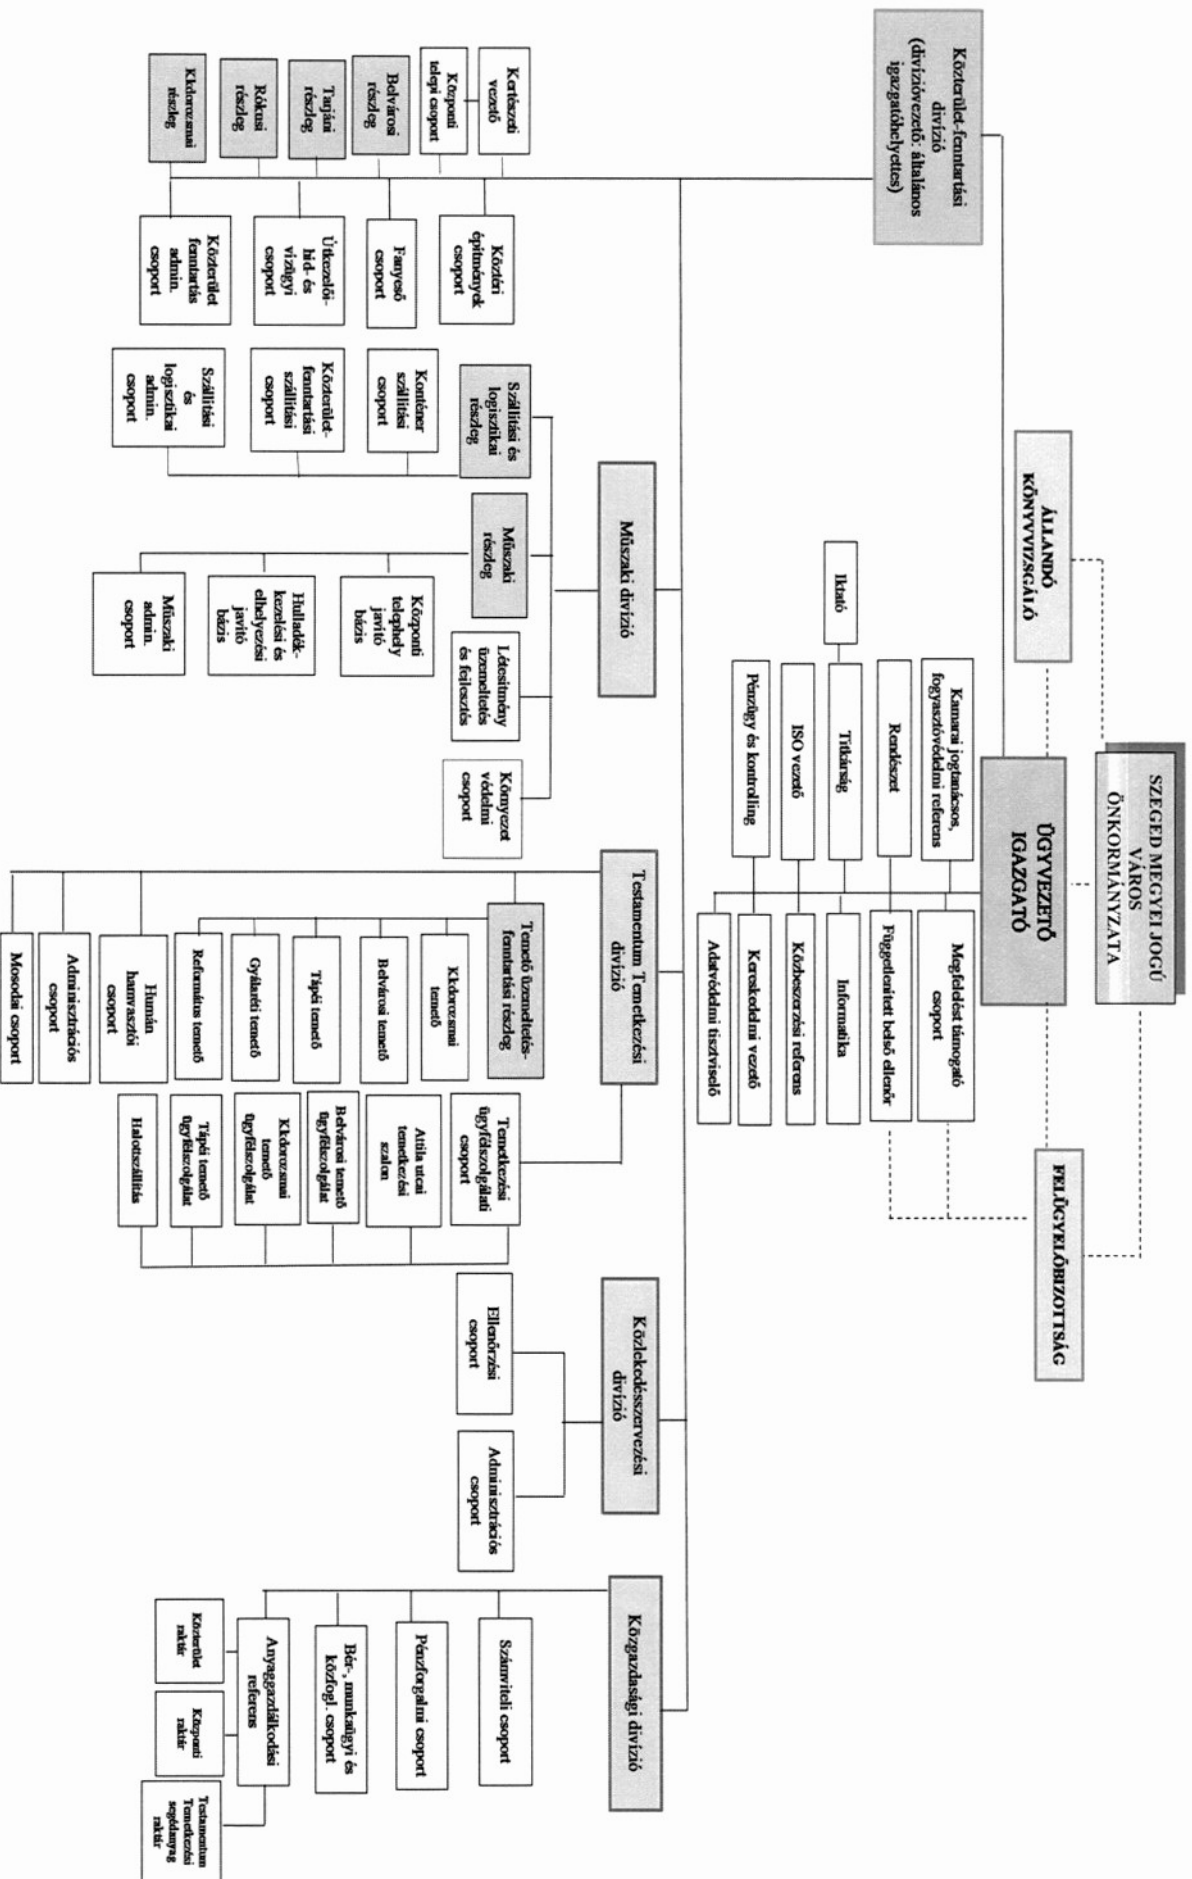 SZEGED MEGYEI JOGÚ
VÁROS
ÖNKORMÁNYZATA
ÁLLANDÓ
KÖNYVVIZSGÁLÓ
FELÜGYELŐBIZOTTSÁG
ÜGYVEZETŐ
IGAZGATÓ
Közterület-fenntartási
divízió
(divízióvezető: általános
igazgatóhelyettes)
Kamarai jogtanácsos,
fogyasztóvédelmi referens
Megfelelést támogató
csoport
Rendészet
Függetlenített belső ellenőr
Iktató
Titkárság
Informatika
ISO vezető
Közbeszerzési referens
Pénzügy és kontrolling
Kereskedelmi vezető
Adatvédelmi tisztviselő
Kertészeti
vezető
Központi
telepi csoport
Belvárosi
részleg
Tarjáni
részleg
Rókusi
részleg
Kkdorozsmai
részleg
Köztéri
építmények
csoport
Fanyeső
csoport
Útkezelői-
híd- és
vízügyi
csoport
Közterület
fenntartás
admin.
csoport
Műszaki divízió
Szállítási és
logisztikai
részleg
Konténer
szállítási
csoport
Közterület-
fenntartási
szállítási
csoport
Szállítási
és
logisztikai
admin.
csoport
Műszaki
részleg
Központi
telephely
javító
bázis
Hulladék-
kezelési és
elhelyezési
javító
bázis
Műszaki
admin.
csoport
Létesítmény
üzemeltetés
és fejlesztés
Környezet
védelmi
csoport
Testamentum Temetkezési
divízió
Temető üzemeltetés-
fenntartási részleg
Kkdorozsmai
temető
Belvárosi temető
Tápéi temető
Gyálaréti temető
Református temető
Humán
hamvasztói
csoport
Adminisztrációs
csoport
Mosodai csoport
Temetkezési
ügyfélszolgálati
csoport
Attila utcai
temetkezési
szalon
Belvárosi temető
ügyfélszolgálat
Kkdorozsmai
temető
ügyfélszolgálat
Tápéi temető
ügyfélszolgálat
Halottszállítás
Közlekedésszervezési
divízió
Ellenőrzési
csoport
Adminisztrációs
csoport
Közgazdasági divízió
Számviteli csoport
Pénzforgalmi csoport
Bér-, munkaügyi és
közfogl. csoport
Anyaggazdálkodási
referens
Közterület
raktár
Központi
raktár
Testamentum
Temetkezési
segédanyag
raktár